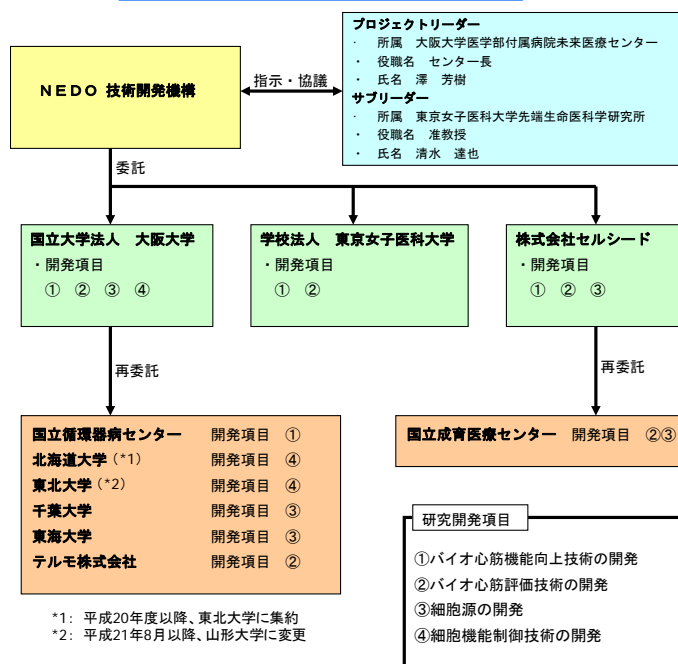 プロジェクトリーダー
・ 所属 大阪大学医学部付属病院未来医療センター
・ 役職名 センター長
・ 氏名 澤 芳樹
サブリーダー
・ 所属 東京女子医科大学先端生命医科学研究所
・ 役職名 准教授
・ 氏名 清水 達也
NEDO 技術開発機構
指示・協議
委託
国立大学法人 大阪大学
・開発項目
① ② ③ ④
学校法人 東京女子医科大学
・開発項目
① ②
株式会社セルシード
・開発項目
① ② ③
再委託
再委託
国立循環器病センター 開発項目 ①
北海道大学(*1) 開発項目 ④
東北大学(*2) 開発項目 ④
千葉大学 開発項目 ③
東海大学 開発項目 ③
テルモ株式会社 開発項目 ②
国立成育医療センター 開発項目 ②③
*1: 平成20年度以降、東北大学に集約
*2: 平成21年8月以降、山形大学に変更
研究開発項目
①バイオ心筋機能向上技術の開発
②バイオ心筋評価技術の開発
③細胞源の開発
④細胞機能制御技術の開発